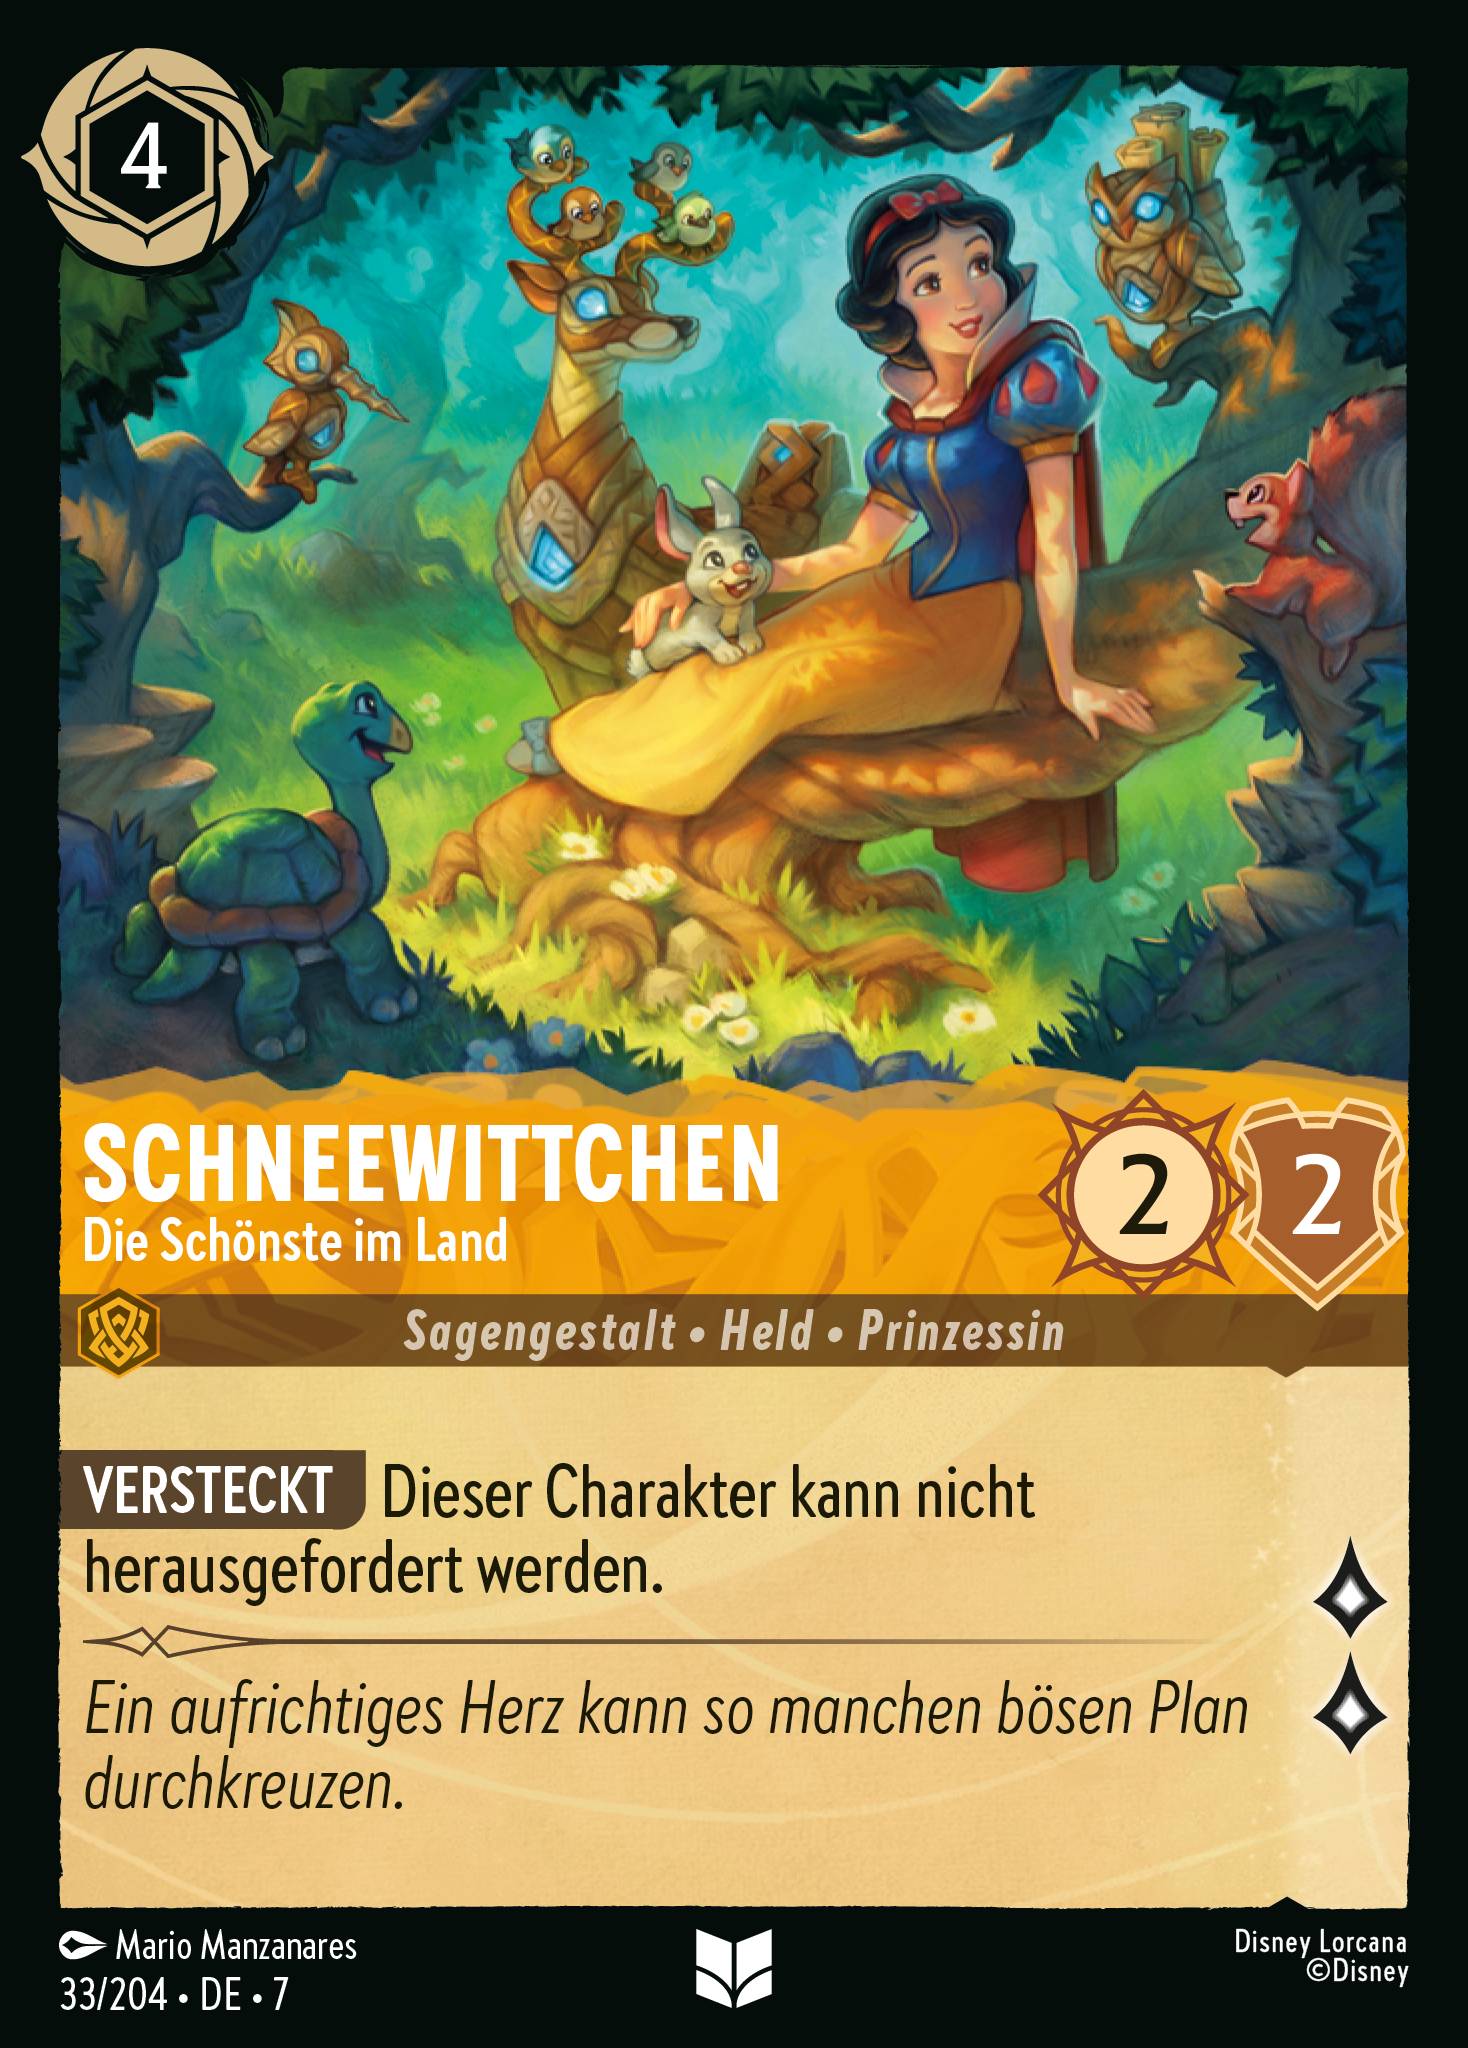 4
SCHNEEWITTCHEN
Die Schönste im Land
2
2
Sagengestalt • Held • Prinzessin
VERSTECKT Dieser Charakter kann nicht
herausgefordert werden.
Ein aufrichtiges Herz kann so manchen bösen Plan
durchkreuzen.
Mario Manzanares
33/204 • DE • 7
Disney Lorcana
©Disney